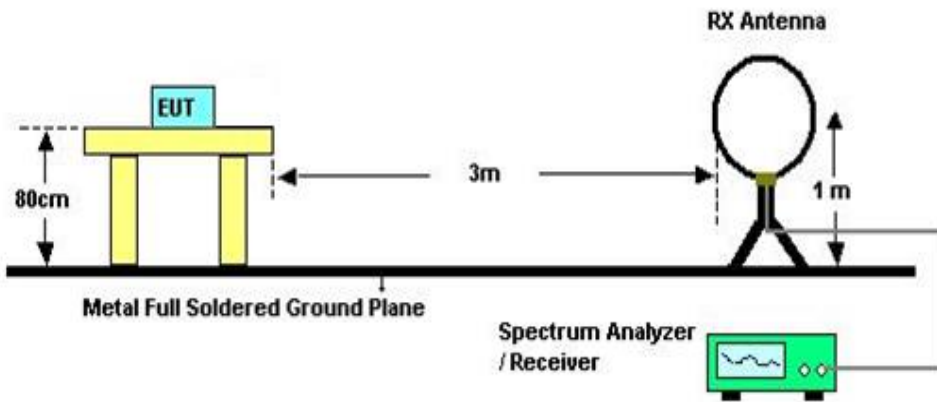 RX Antenna
EUT
3m
80cm
1 m
Metal Full Soldered Ground Plane
Spectrum Analyzer
/ Receiver